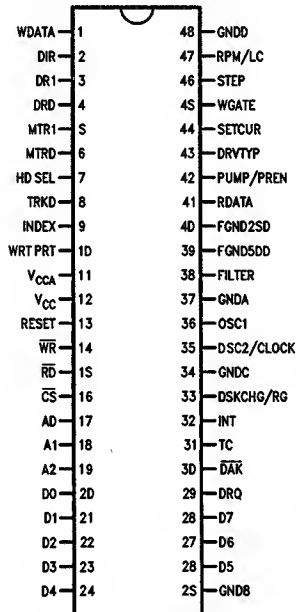 WDATA 1 48 GNDD
DIR 2 47 RPM/LC
DR1 3 46 STEP
DRD 4 4S WGATE
MTR1 S 44 SETCUR
MTRD 6 43 DRVTYP
HD SEL 7 42 PUMP/PREN
TRKD 8 41 RDATA
INDEX 9 4D FGND2SD
WRT PRT 1D 39 FGND5DD
VCCA 11 38 FILTER
VCC 12 37 GNDA
RESET 13 36 OSC1
WR 14 35 DSC2/CLOCK
RD 1S 34 GNDC
CS 16 33 DSKCHG/RG
AD 17 32 INT
A1 18 31 TC
A2 19 3D DAK
D0 2D 29 DRQ
D1 21 28 D7
D2 22 27 D6
D3 23 28 D5
D4 24 2S GND8